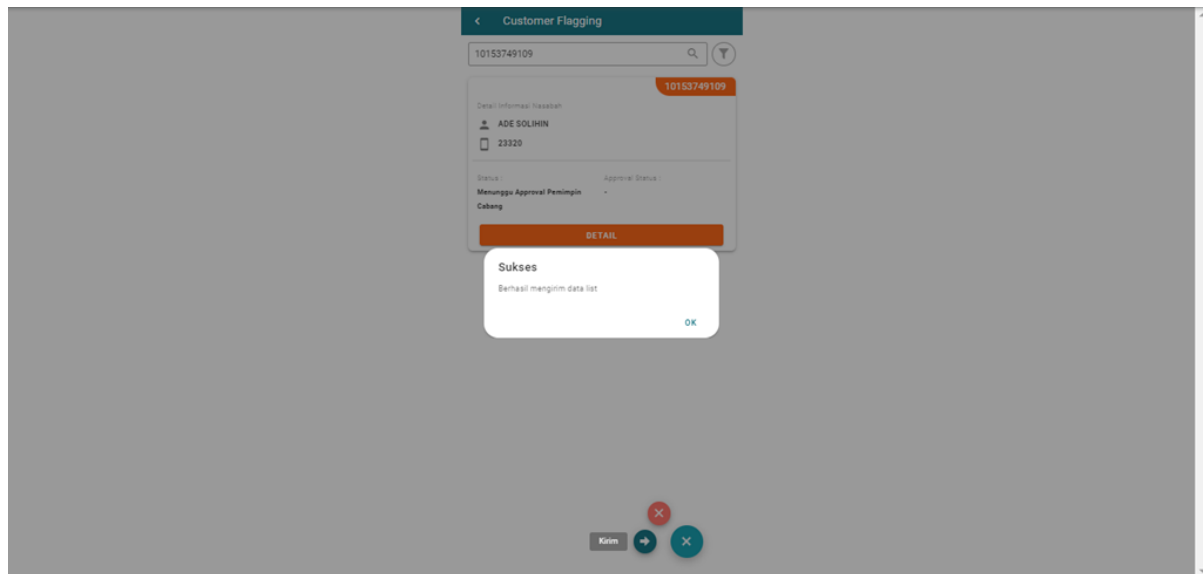 Customer Flagging
10153749109
10153749109
Detail Informasi Nasabah
ADE SOLIHIN
23320
Status :
Approval Status :
Menunggu Approval Pemimpin
-
Cabang
DETAIL
Sukses
Berhasil mengirim data list
OK
Kirim